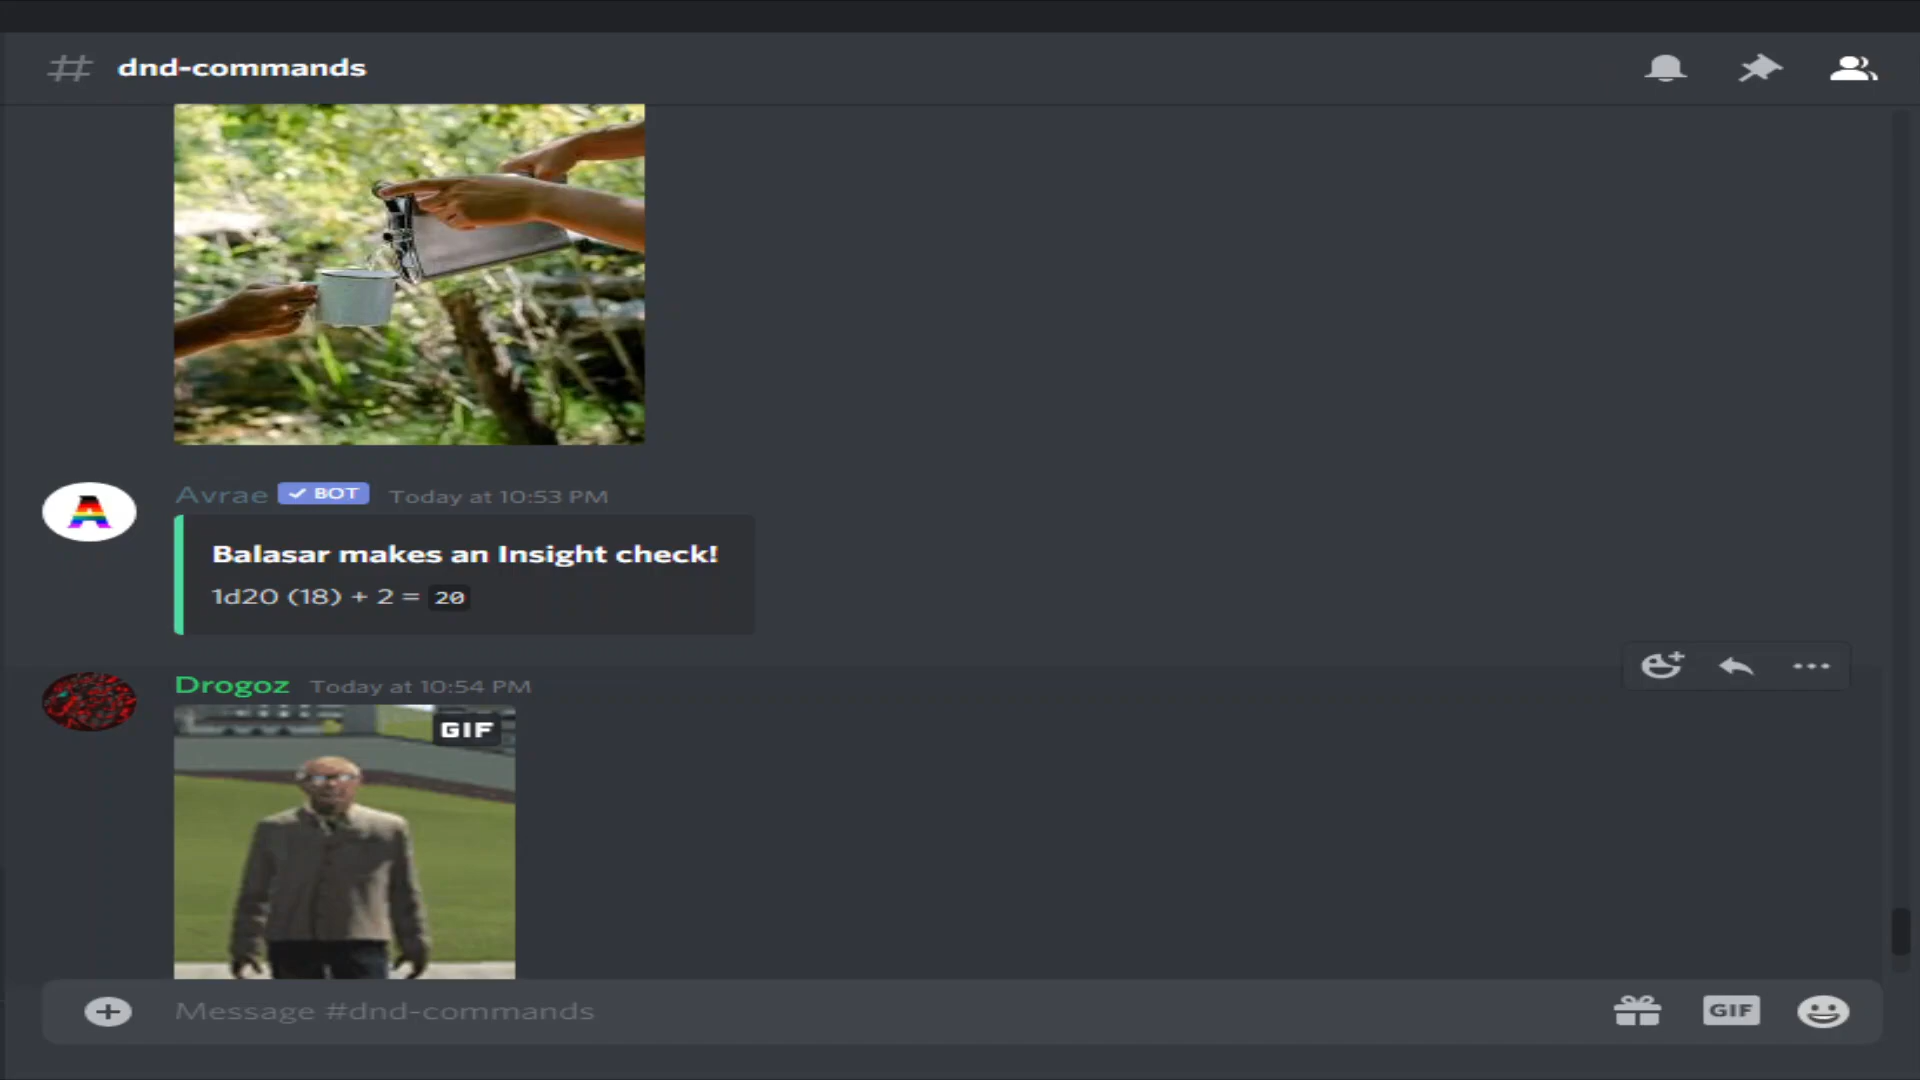 dnd-commands
A
Avrae BOT Today at 10:53 PM
Balasar makes an Insight check!
1d20 (18) + 2 = 20
Drogoz Today at 10:54 PM
GIF
Message #dnd-commands
GIF